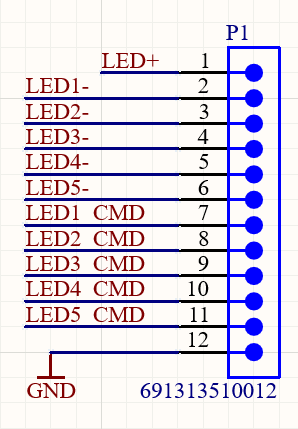 P1
LED+ 1
LED1- 2
LED2- 3
LED3- 4
LED4- 5
LED5- 6
LED1 CMD 7
LED2 CMD 8
LED3 CMD 9
LED4 CMD 10
LED5 CMD 11
12
GND 691313510012